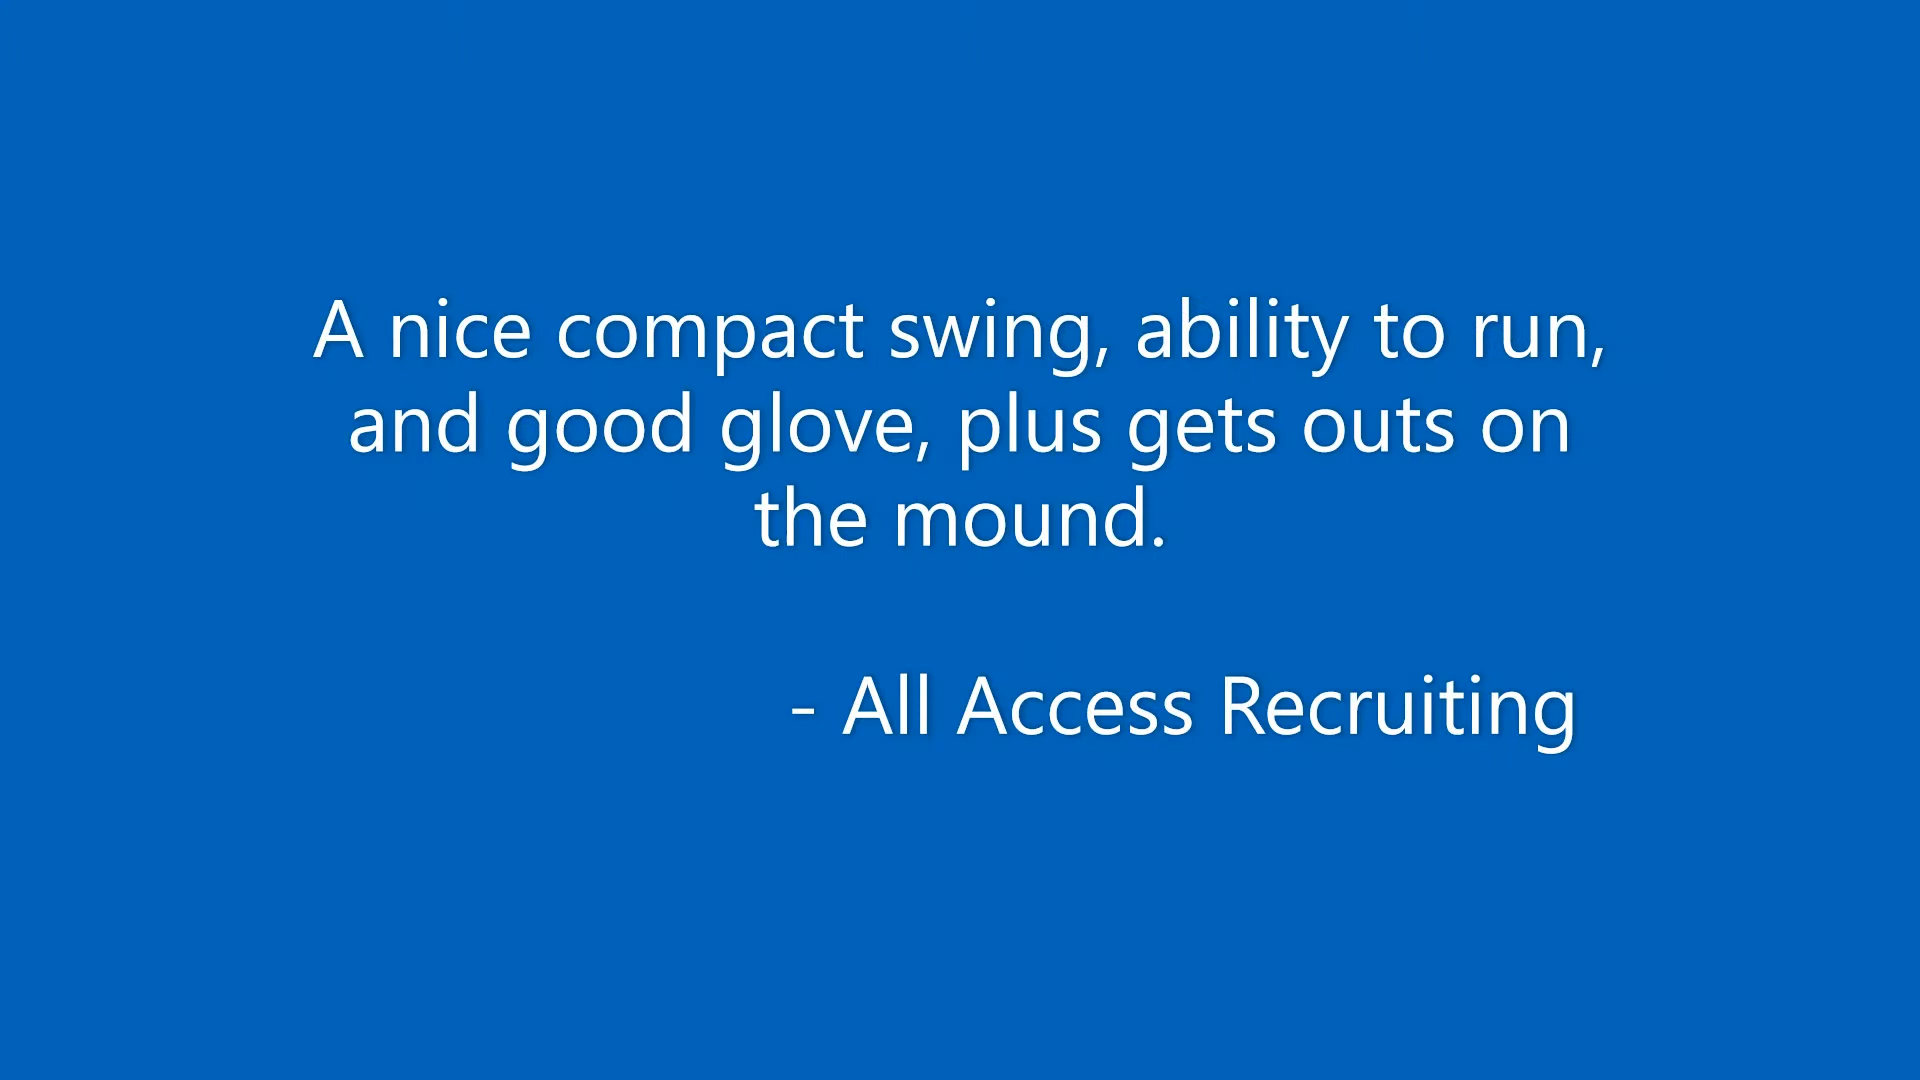 A nice compact swing, ability to run,
and good glove, plus gets outs on
the mound.
- All Access Recruiting